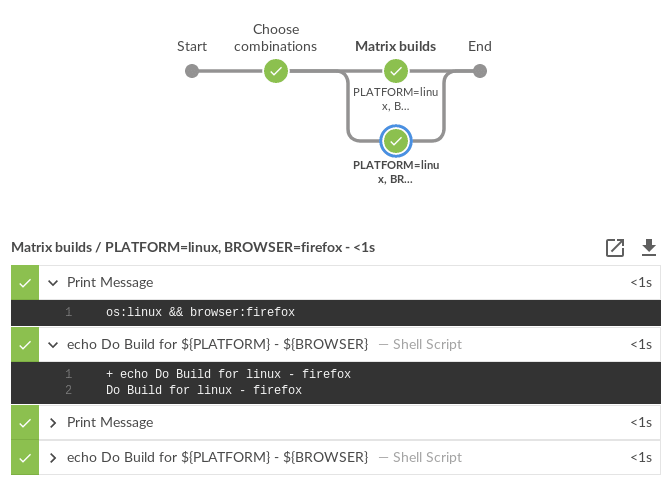 Start
Choose
combinations
Matrix builds
End
PLATFORM=linu
x, B...
PLATFORM=linu
x, BR...
Matrix builds / PLATFORM=linux, BROWSER=firefox - <1s
Print Message <1s
1 os:linux && browser:firefox
echo Do Build for ${PLATFORM} - ${BROWSER} — Shell Script <1s
1 + echo Do Build for linux - firefox
2 Do Build for linux - firefox
Print Message <1s
echo Do Build for ${PLATFORM} - ${BROWSER} — Shell Script <1s